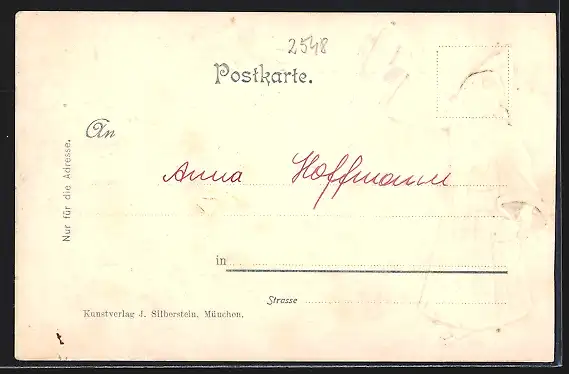 2548
Postkarte.
An
Nur für die Adresse.
Anna Hoffmann
in
Strasse
Kunstverlag J. Silberstein, München.